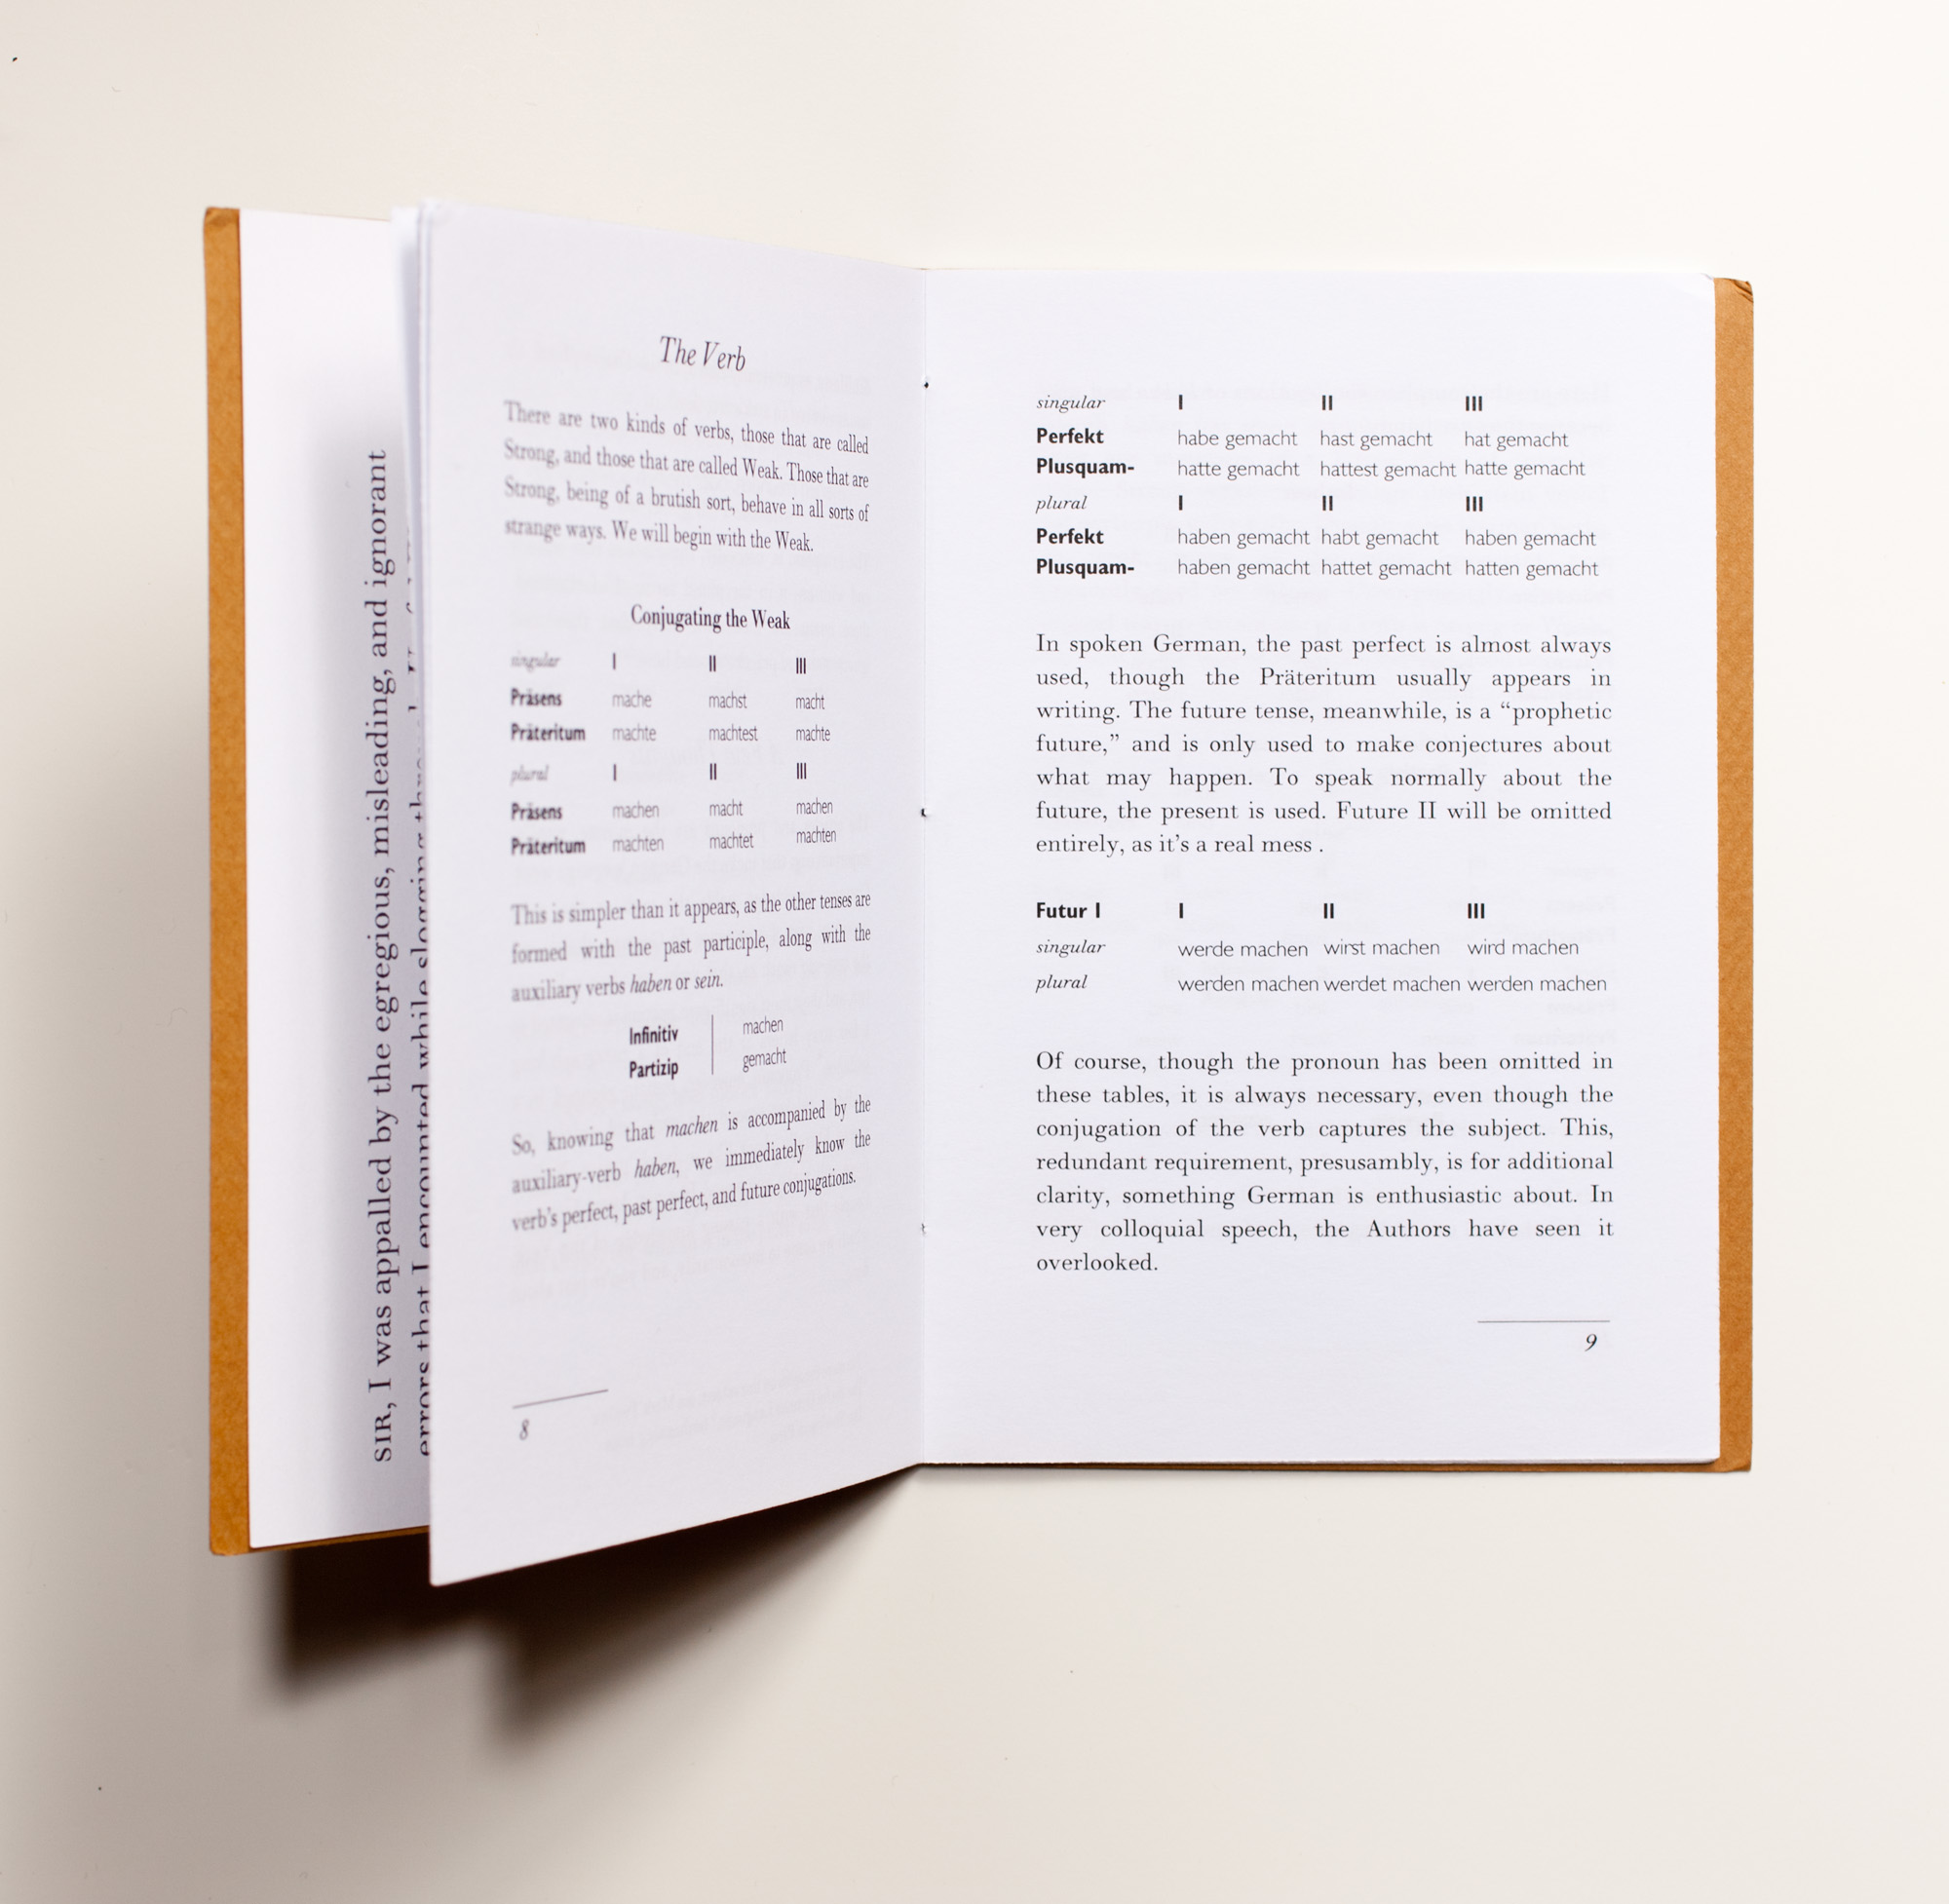 SIR, I was appalled by the egregious, misleading, and ignorant
errors that I encounted while slogging
The Verb
There are two kinds of verbs, those that are called
Strong, and those that are called Weak. Those that are
Strong, being of a brutish sort, behave in all sorts of
strange ways. We will begin with the Weak.
Conjugating the Weak
singular I II III
Präsens mache machst macht
Präteritum machte machtest machte
plural I II III
Präsens machen macht machen
Präteritum machten machtet machten
This is simpler than it appears, as the other tenses are
formed with the past participle, along with the
auxiliary verbs haben or sein.
Infinitiv machen
Partizip gemacht
So, knowing that machen is accompanied by the
auxiliary-verb haben, we immediately know the
verb's perfect, past perfect, and future conjugations.
8
singular I II III
Perfekt habe gemacht hast gemacht hat gemacht
Plusquam- hatte gemacht hattest gemacht hatte gemacht
plural I II III
Perfekt haben gemacht habt gemacht haben gemacht
Plusquam- haben gemacht hattet gemacht hatten gemacht
In spoken German, the past perfect is almost always
used, though the Präteritum usually appears in
writing. The future tense, meanwhile, is a “prophetic
future,” and is only used to make conjectures about
what may happen. To speak normally about the
future, the present is used. Future II will be omitted
entirely, as it's a real mess .
Futur I I II III
singular werde machen wirst machen wird machen
plural werden machen werdet machen werden machen
Of course, though the pronoun has been omitted in
these tables, it is always necessary, even though the
conjugation of the verb captures the subject. This,
redundant requirement, presusambly, is for additional
clarity, something German is enthusiastic about. In
very colloquial speech, the Authors have seen it
overlooked.
9